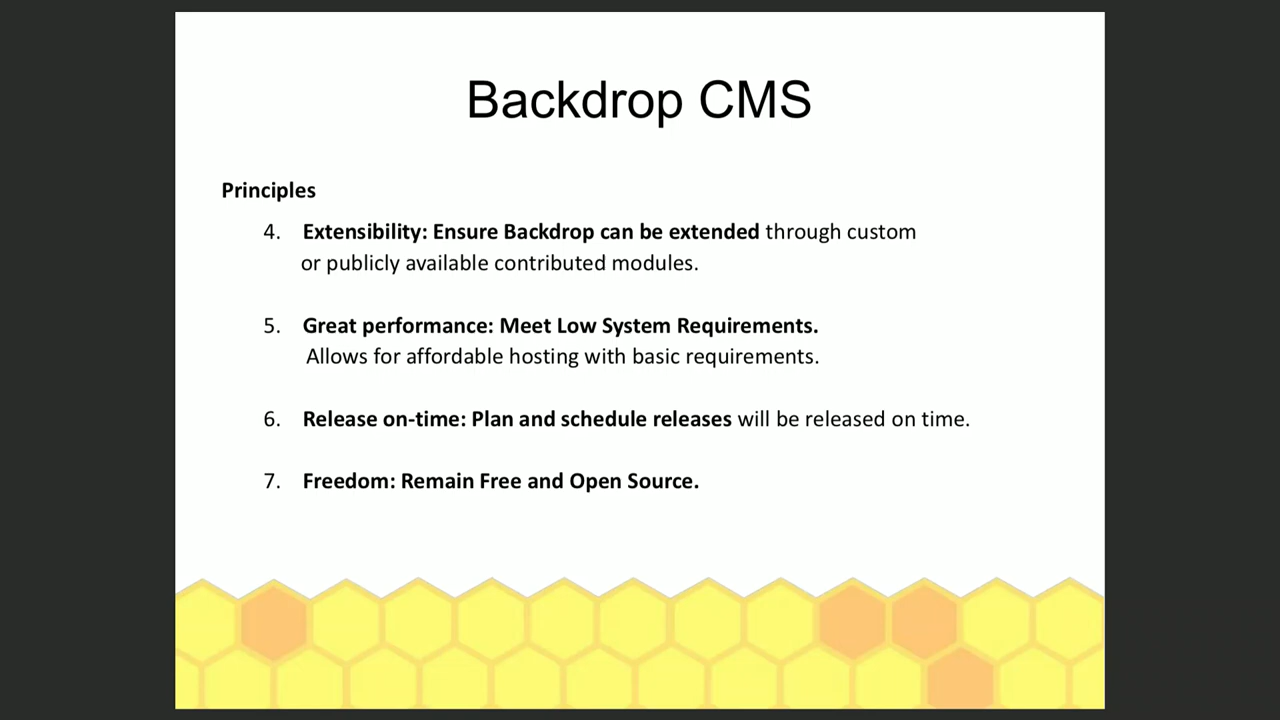 Backdrop CMS
Principles
4. Extensibility: Ensure Backdrop can be extended through custom
or publicly available contributed modules.
5. Great performance: Meet Low System Requirements.
Allows for affordable hosting with basic requirements.
6. Release on-time: Plan and schedule releases will be released on time.
7. Freedom: Remain Free and Open Source.